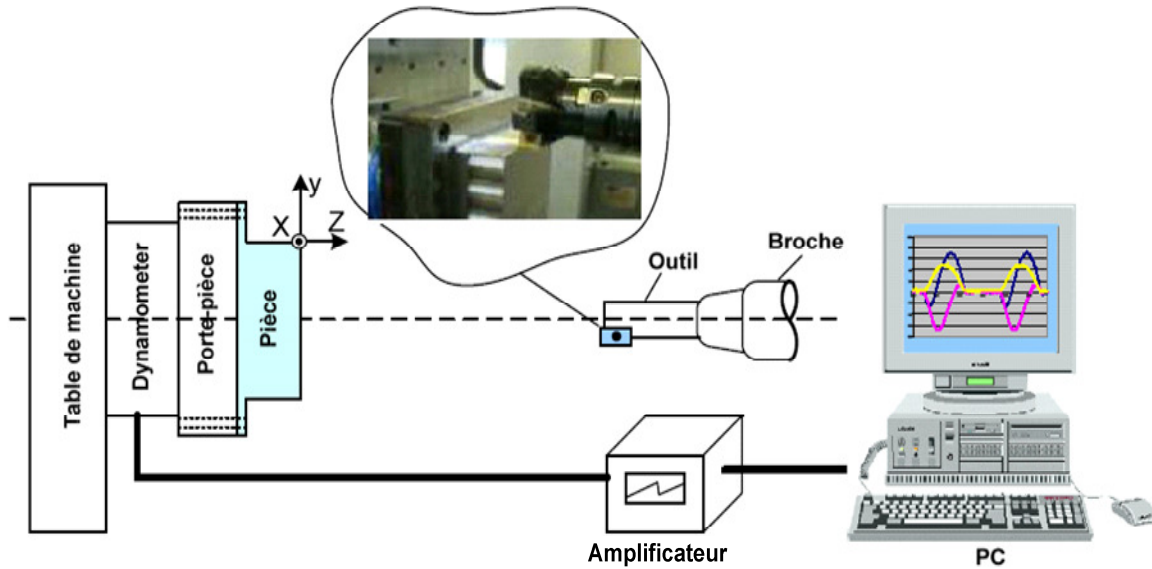 y
X
Z
Table de machine
Dynamometer
Porte-pièce
Pièce
Outil
Broche
Amplificateur
PC